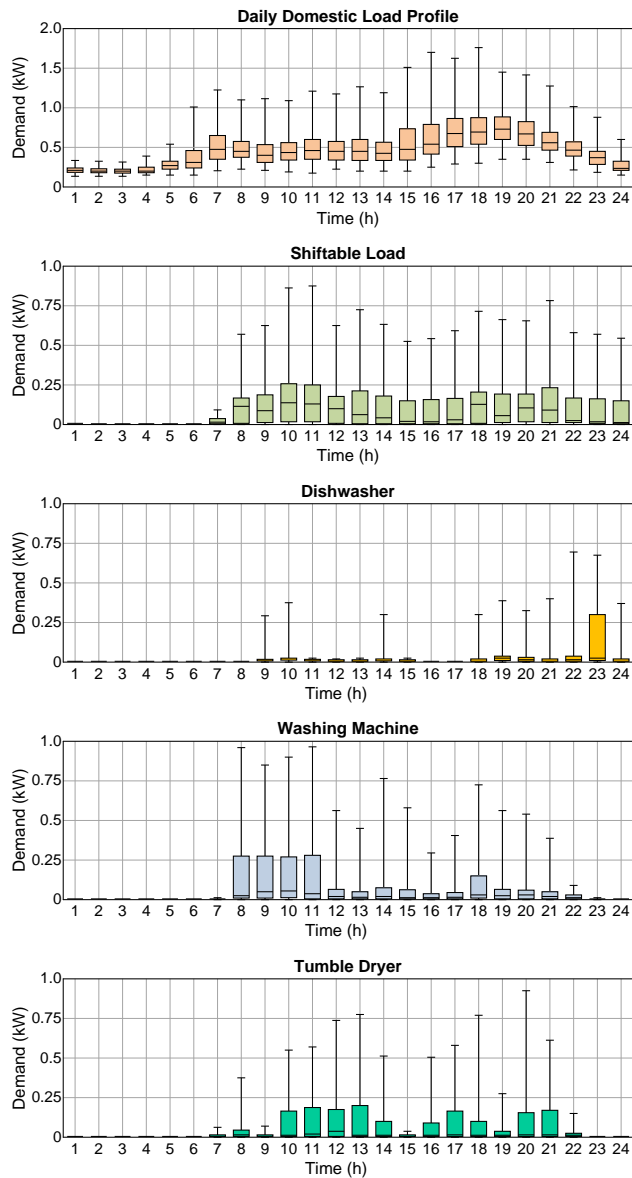 Daily Domestic Load Profile
2.0
1.5
1.0
0.5
0
Demand (kW)
1 2 3 4 5 6 7 8 9 10 11 12 13 14 15 16 17 18 19 20 21 22 23 24
Time (h)
Shiftable Load
1.0
0.75
0.5
0.25
0
Demand (kW)
1 2 3 4 5 6 7 8 9 10 11 12 13 14 15 16 17 18 19 20 21 22 23 24
Time (h)
Dishwasher
1.0
0.75
0.5
0.25
0
Demand (kW)
1 2 3 4 5 6 7 8 9 10 11 12 13 14 15 16 17 18 19 20 21 22 23 24
Time (h)
Washing Machine
1.0
0.75
0.5
0.25
0
Demand (kW)
1 2 3 4 5 6 7 8 9 10 11 12 13 14 15 16 17 18 19 20 21 22 23 24
Time (h)
Tumble Dryer
1.0
0.75
0.5
0.25
0
Demand (kW)
1 2 3 4 5 6 7 8 9 10 11 12 13 14 15 16 17 18 19 20 21 22 23 24
Time (h)